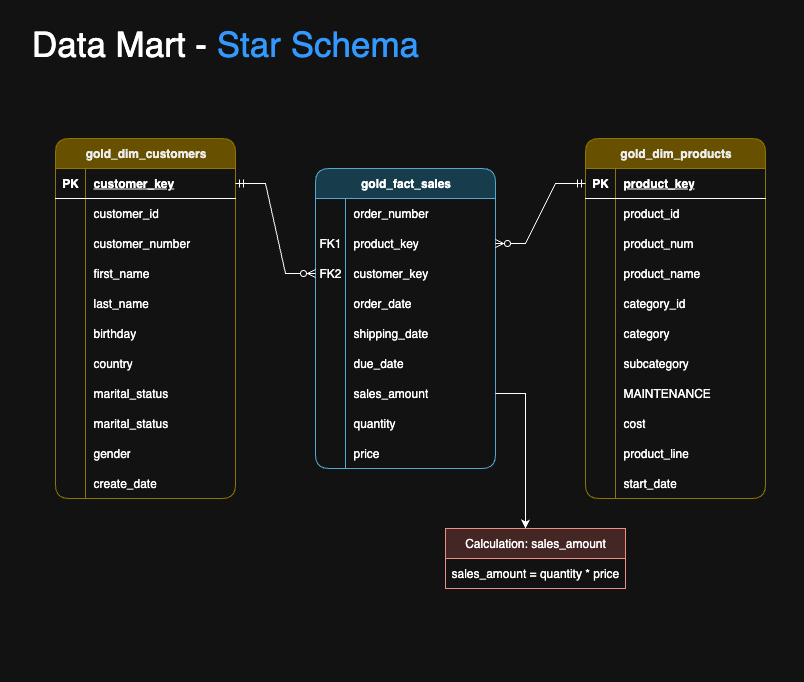 Data Mart - Star Schema
gold_dim_customers
PK customer_key
customer_id
customer_number
first_name
last_name
birthday
country
marital_status
marital_status
gender
create_date
gold_fact_sales
order_number
FK1 product_key
FK2 customer_key
order_date
shipping_date
due_date
sales_amount
quantity
price
gold_dim_products
PK product_key
product_id
product_num
product_name
category_id
category
subcategory
MAINTENANCE
cost
product_line
start_date
Calculation: sales_amount
sales_amount = quantity * price